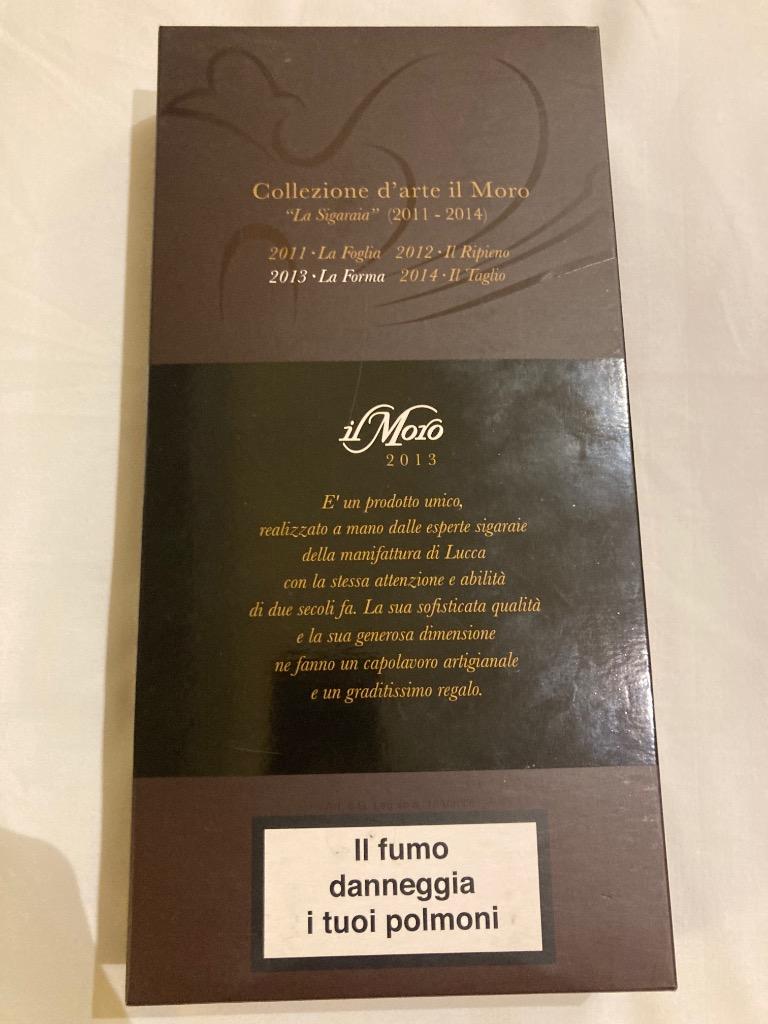 Collezione d'arte il Moro
"La Sigaraia" (2011 - 2014)
2011 · La Foglia 2012 · Il Ripieno
2013 · La Forma 2014 · Il Taglio
il Moro
2013
E' un prodotto unico,
realizzato a mano dalle esperte sigaraie
della manifattura di Lucca
con la stessa attenzione e abilità
di due secoli fa. La sua sofisticata qualità
e la sua generosa dimensione
ne fanno un capolavoro artigianale
e un graditissimo regalo.
Il fumo
danneggia
i tuoi polmoni